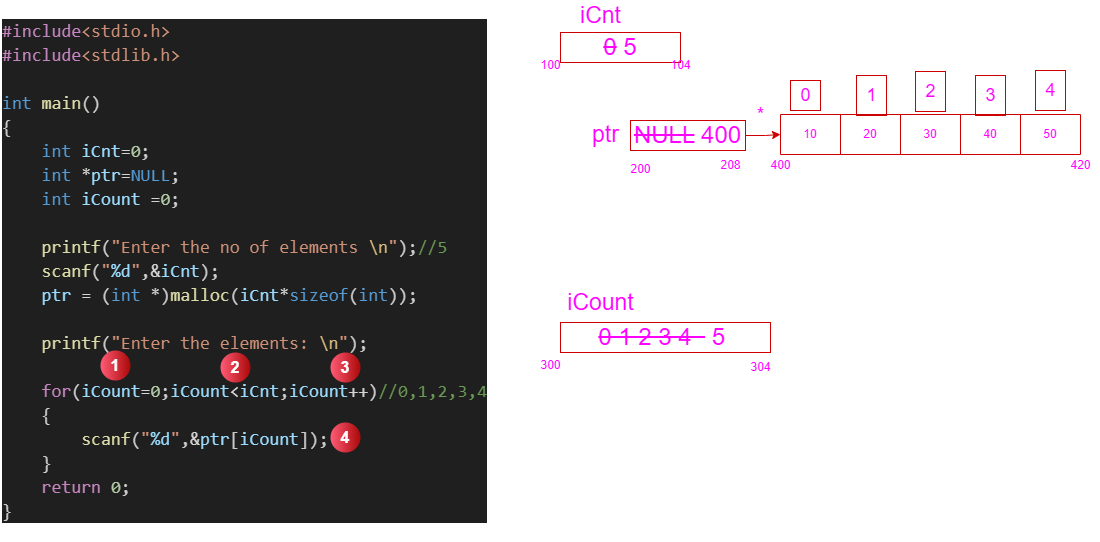 #include<stdio.h>
#include<stdlib.h>
int main()
{
    int iCnt=0;
    int *ptr=NULL;
    int iCount =0;
    printf("Enter the no of elements \n");//5
    scanf("%d",&iCnt);
    ptr = (int *)malloc(iCnt*sizeof(int));
    printf("Enter the elements: \n");
1 2 3
    for(iCount=0;iCount<iCnt;iCount++)//0,1,2,3,4
    {
        scanf("%d",&ptr[iCount]); 4
    }
    return 0;
}
iCnt
0 5
100 104
0 1 2 3 4
*
ptr NULL 400 10 20 30 40 50
200 208 400 420
iCount
0 1 2 3 4 5
300 304